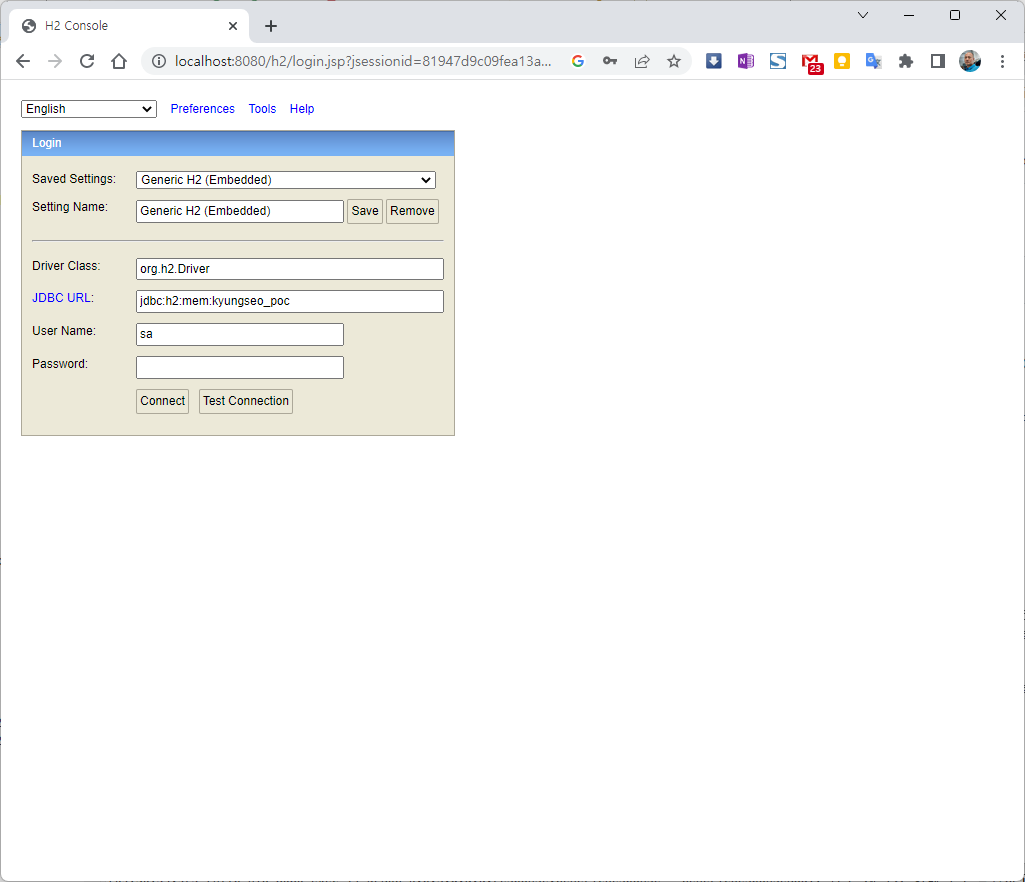 H2 Console
localhost:8080/h2/login.jsp?jsessionid=81947d9c09fea13a...
23
English Preferences Tools Help
Login
Saved Settings: Generic H2 (Embedded)
Setting Name: Generic H2 (Embedded) Save Remove
Driver Class: org.h2.Driver
JDBC URL: jdbc:h2:mem:kyungseo_poc
User Name: sa
Password:
Connect Test Connection